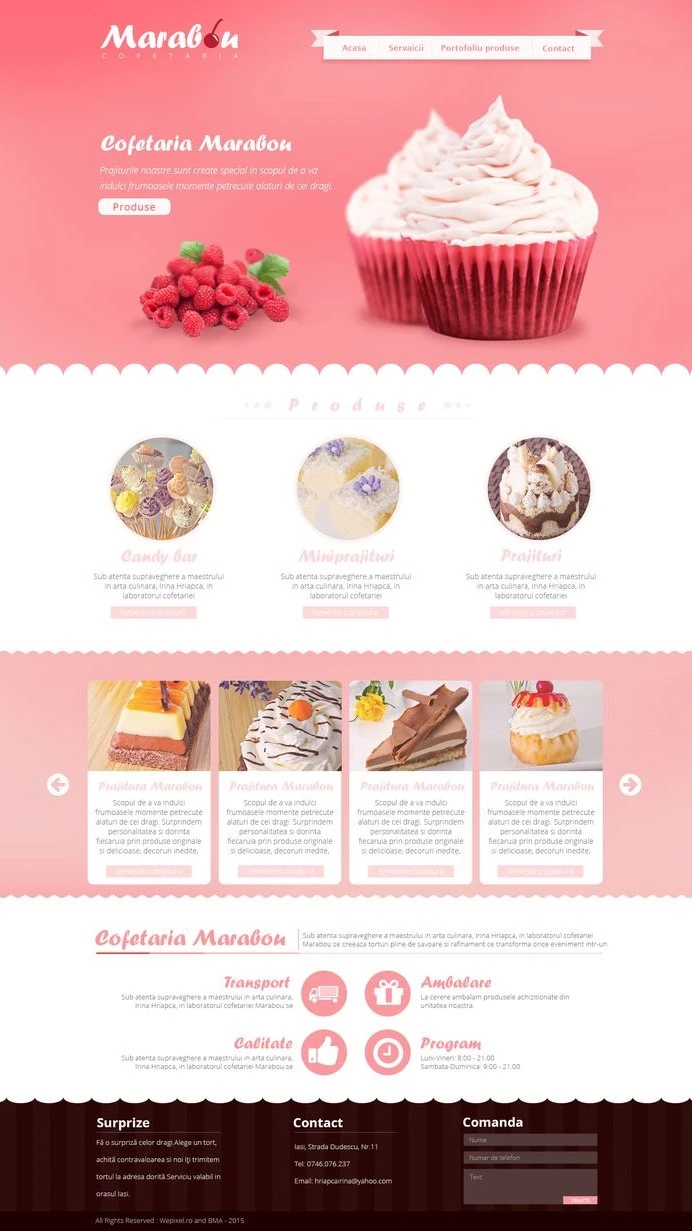 Marabou
COFETARIA
Acasa Servaicii Portofoliu produse Contact
Cofetaria Marabou
Prajiturile noastre sunt create special in scopul de a va
indulci frumoasele momente petrecute alaturi de cei dragi.
Produse
Produse
Candy bar
Sub atenta supraveghere a maestrului
in arta culinara, Irina Hriapca, in
laboratorul cofetariei
Miniprajituri
Sub atenta supraveghere a maestrului
in arta culinara, Irina Hriapca, in
laboratorul cofetariei
Prajituri
Sub atenta supraveghere a maestrului
in arta culinara, Irina Hriapca, in
laboratorul cofetariei
Prajitura Marabou
Scopul de a va indulci
frumoasele momente petrecute
alaturi de cei dragi. Surprindem
personalitatea si dorinta
fiecaruia prin produse originale
si delicioase, decoruri inedite,
Prajitura Marabou
Scopul de a va indulci
frumoasele momente petrecute
alaturi de cei dragi. Surprindem
personalitatea si dorinta
fiecaruia prin produse originale
si delicioase, decoruri inedite,
Prajitura Marabou
Scopul de a va indulci
frumoasele momente petrecute
alaturi de cei dragi. Surprindem
personalitatea si dorinta
fiecaruia prin produse originale
si delicioase, decoruri inedite,
Prajitura Marabou
Scopul de a va indulci
frumoasele momente petrecute
alaturi de cei dragi. Surprindem
personalitatea si dorinta
fiecaruia prin produse originale
si delicioase, decoruri inedite,
Cofetaria Marabou
Sub atenta supraveghere a maestrului in arta culinara, Irina Hriapca, in laboratorul cofetariei
Marabou se creeaza torturi pline de savoare si rafinament ce transforma orice eveniment intr-un
Transport
Sub atenta supraveghere a maestrului in arta culinara,
Irina Hriapca, in laboratorul cofetariei Marabou se
Ambalare
La cerere ambalam produsele achizitionate din
unitatea noastra.
Calitate
Sub atenta supraveghere a maestrului in arta culinara,
Irina Hriapca, in laboratorul cofetariei Marabou se
Program
Luni-Vineri: 8:00 - 21:00
Sambata-Duminica: 9:00 - 21:00
Surprize
Fă o surpriză celor dragi.Alege un tort,
achită contravaloarea si noi îţi trimitem
tortul la adresa dorită.Serviciu valabil in
orasul Iasi.
Contact
Iasi, Strada Dudescu, Nr.11
Tel: 0746.076.237
Email: hriapcairina@yahoo.com
Comanda
Nume
Numar de telefon
Text
All Rights Reserved . Wepixel.ro and BMA - 2015